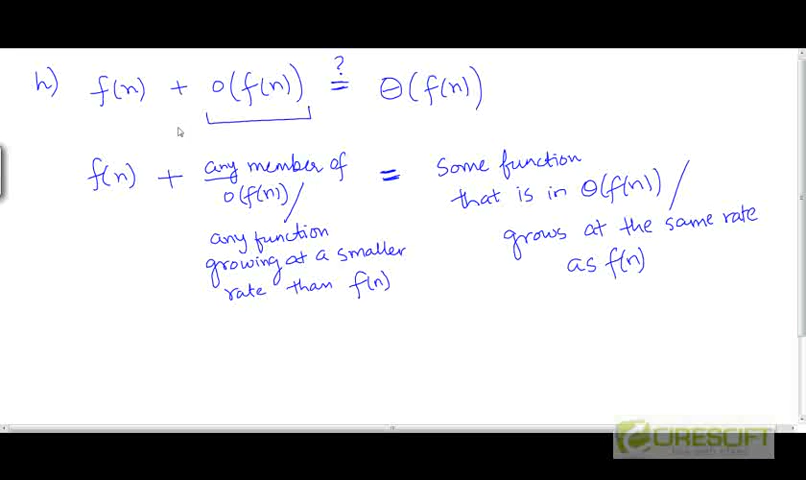 h) f(n) + o(f(n)) ?= Θ(f(n))
f(n) + any member of o(f(n)) / any function growing at a smaller rate than f(n) = Some function that is in Θ(f(n)) / grows at the same rate as f(n)